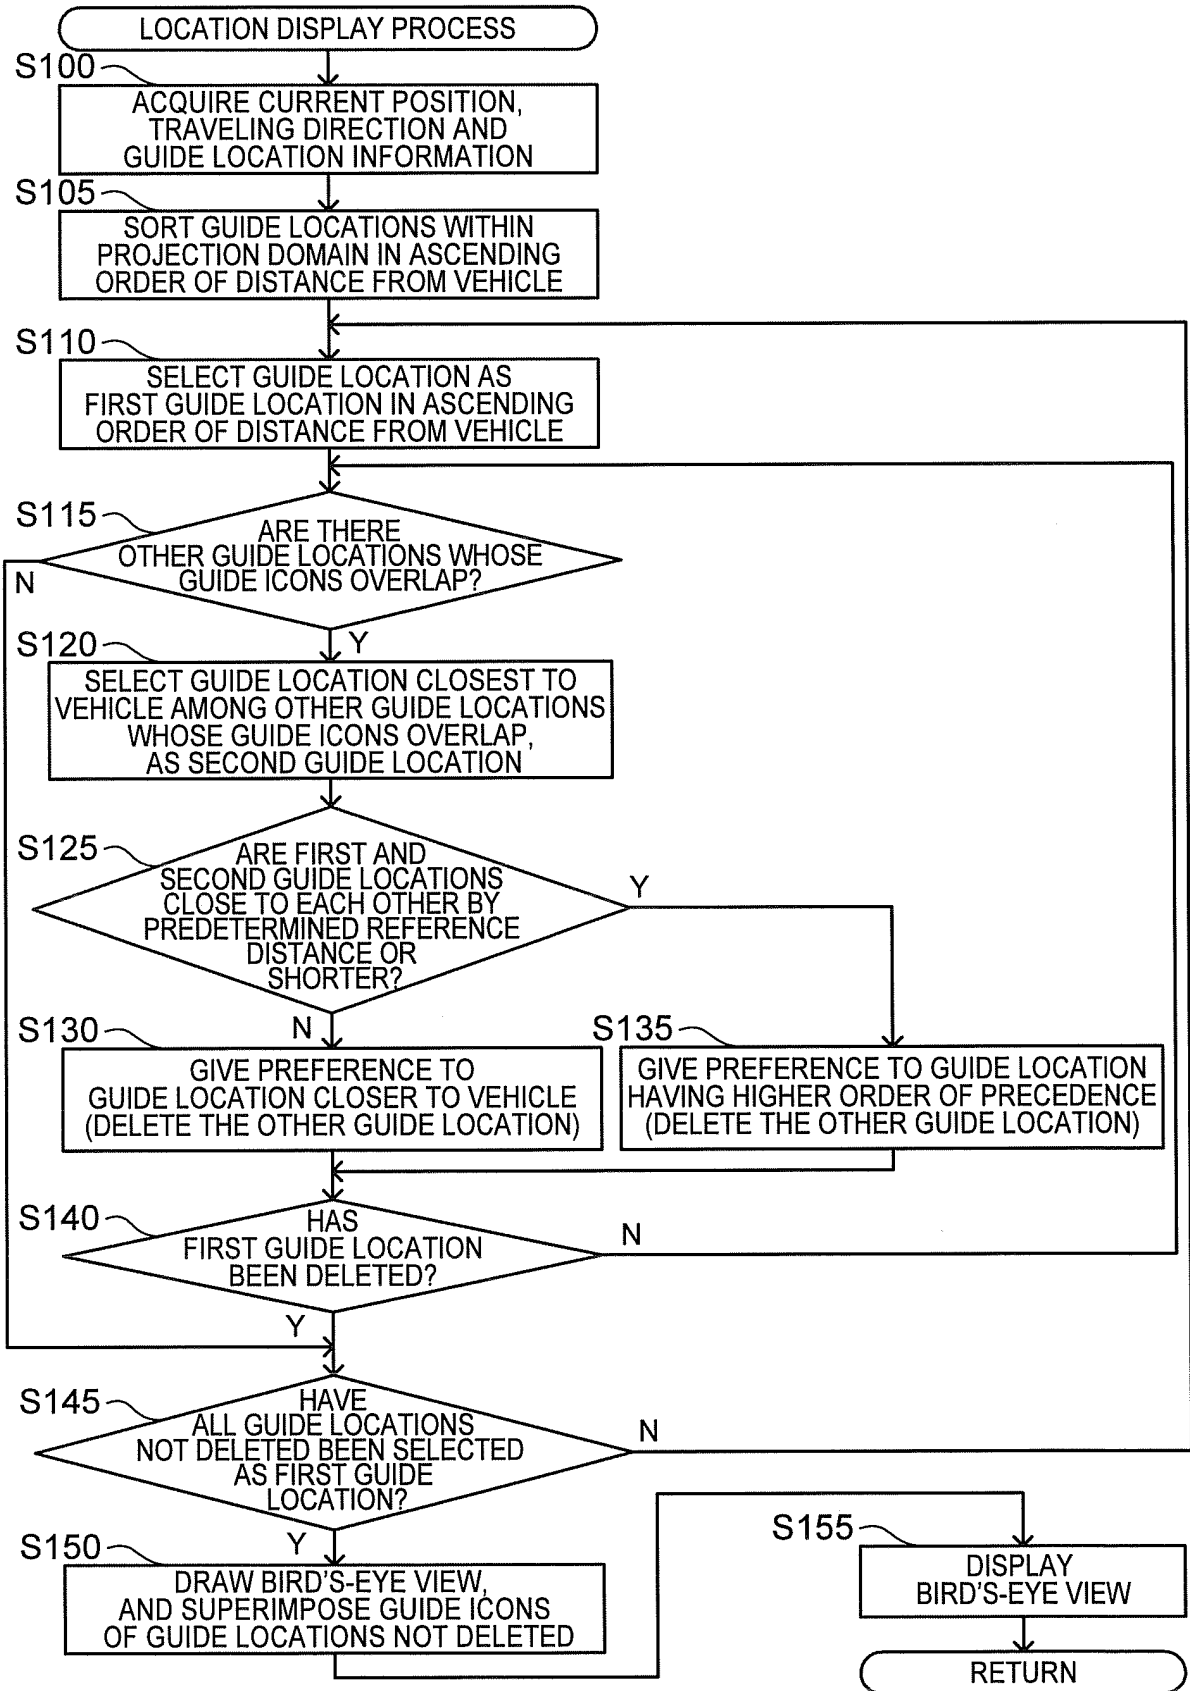 LOCATION DISPLAY PROCESS
S100
ACQUIRE CURRENT POSITION,
TRAVELING DIRECTION AND
GUIDE LOCATION INFORMATION
S105
SORT GUIDE LOCATIONS WITHIN
PROJECTION DOMAIN IN ASCENDING
ORDER OF DISTANCE FROM VEHICLE
S110
SELECT GUIDE LOCATION AS
FIRST GUIDE LOCATION IN ASCENDING
ORDER OF DISTANCE FROM VEHICLE
S115
ARE THERE
OTHER GUIDE LOCATIONS WHOSE
GUIDE ICONS OVERLAP?
N
Y
S120
SELECT GUIDE LOCATION CLOSEST TO
VEHICLE AMONG OTHER GUIDE LOCATIONS
WHOSE GUIDE ICONS OVERLAP,
AS SECOND GUIDE LOCATION
S125
ARE FIRST AND
SECOND GUIDE LOCATIONS
CLOSE TO EACH OTHER BY
PREDETERMINED REFERENCE
DISTANCE OR
SHORTER?
Y
N
S130
GIVE PREFERENCE TO
GUIDE LOCATION CLOSER TO VEHICLE
(DELETE THE OTHER GUIDE LOCATION)
S135
GIVE PREFERENCE TO GUIDE LOCATION
HAVING HIGHER ORDER OF PRECEDENCE
(DELETE THE OTHER GUIDE LOCATION)
S140
HAS
FIRST GUIDE LOCATION
BEEN DELETED?
N
Y
S145
HAVE
ALL GUIDE LOCATIONS
NOT DELETED BEEN SELECTED
AS FIRST GUIDE
LOCATION?
N
Y
S150
DRAW BIRD'S-EYE VIEW,
AND SUPERIMPOSE GUIDE ICONS
OF GUIDE LOCATIONS NOT DELETED
S155
DISPLAY
BIRD'S-EYE VIEW
RETURN